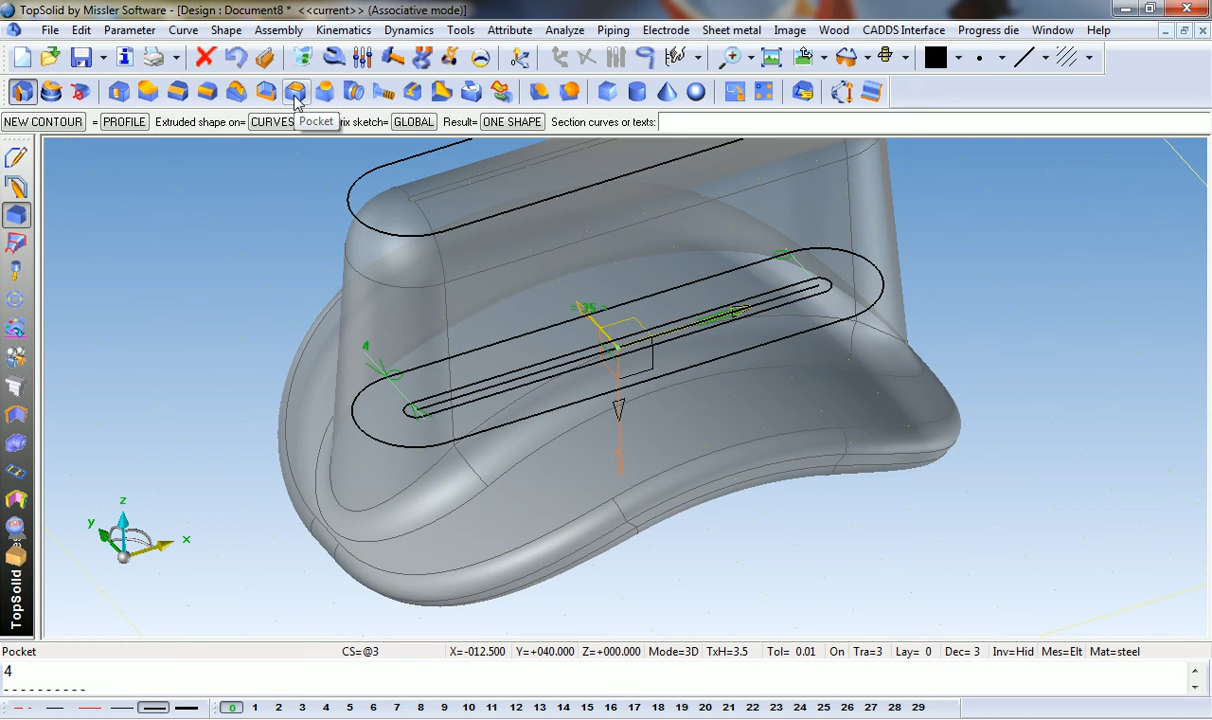 TopSolid by Missler Software - [Design : Document8 *  <<current>> (Associative mode)]
File Edit Parameter Curve Shape Assembly Kinematics Dynamics Tools Attribute Analyze Piping Electrode Sheet metal Drawing Image Wood CADDS Interface Progress die Window Help
NEW CONTOUR = PROFILE Extruded shape on= CURVES rix sketch= GLOBAL Result= ONE SHAPE Section curves or texts:
Pocket
4
z
y
x
TopSolid
Pocket CS=@3 X=-012.500 Y=+040.000 Z=+000.000 Mode=3D TxH=3.5 Tol= 0.01 On Tra=3 Lay= 0 Dec= 3 Inv=Hid Mes=Elt Mat=steel
4
----------
0 1 2 3 4 5 6 7 8 9 10 11 12 13 14 15 16 17 18 19 20 21 22 23 24 25 26 27 28 29